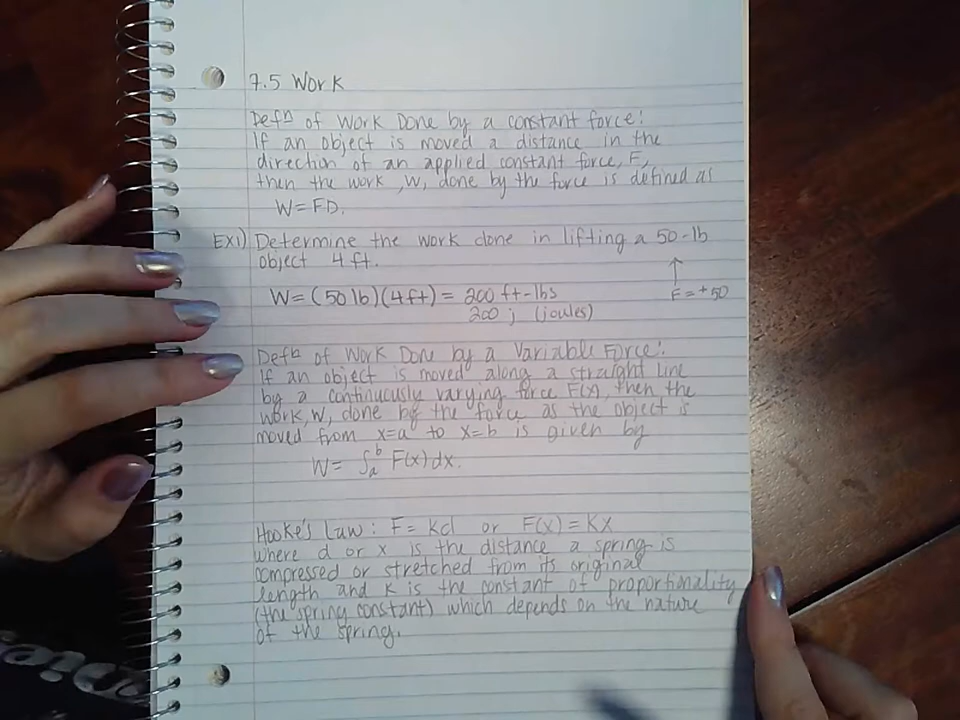 7.5 Work
Defⁿ of Work Done by a constant force:
If an object is moved a distance in the
direction of an applied constant force, F,
then the work, W, done by the force is defined as
W=FD.
EX1) Determine the work done in lifting a 50-lb
object 4 ft.
↑
W=(50 lb)(4ft) = 200 ft-lbs
F=+50
200 j (joules)
Defⁿ of Work Done by a Variable Force:
If an object is moved along a straight line
by a continuously varying force F(x), then the
work, W, done by the force as the object is
moved from x=a to x=b is given by
W= ∫ₐᵇ F(x)dx.
Hooke's Law: F=kd or F(x)=kx
where d or x is the distance a spring is
compressed or stretched from its original
length and k is the constant of proportionality
(the spring constant) which depends on the nature
of the spring.